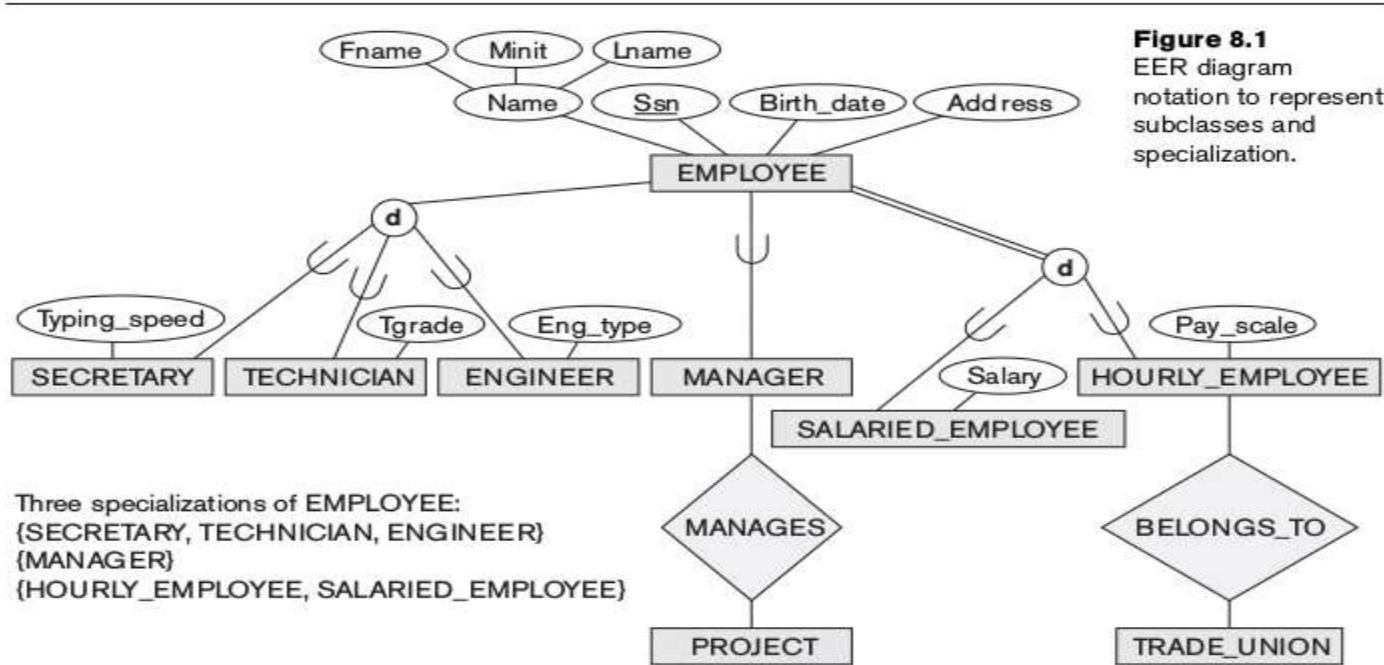 Figure 8.1
EER diagram
notation to represent
subclasses and
specialization.
Fname
Minit
Lname
Name
Ssn
Birth_date
Address
EMPLOYEE
d
d
Typing_speed
Tgrade
Eng_type
Salary
Pay_scale
SECRETARY
TECHNICIAN
ENGINEER
MANAGER
SALARIED_EMPLOYEE
HOURLY_EMPLOYEE
Three specializations of EMPLOYEE:
{SECRETARY, TECHNICIAN, ENGINEER}
{MANAGER}
{HOURLY_EMPLOYEE, SALARIED_EMPLOYEE}
MANAGES
BELONGS_TO
PROJECT
TRADE_UNION